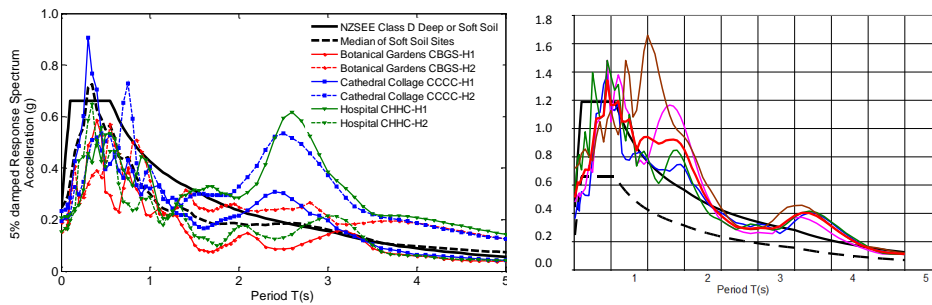 5% damped Response Spectrum
Acceleration (g)
1.0
0.8
0.6
0.4
0.2
0
0
1
2
3
4
5
Period T(s)
NZSEE Class D Deep or Soft Soil
Median of Soft Soil Sites
Botanical Gardens CBGS-H1
Botanical Gardens CBGS-H2
Cathedral Collage CCCC-H1
Cathedral Collage CCCC-H2
Hospital CHHC-H1
Hospital CHHC-H2
1.8
1.6
1.4
1.2
1.0
0.8
0.6
0.4
0.2
0.0
1
2
3
4
5
Period T(s)